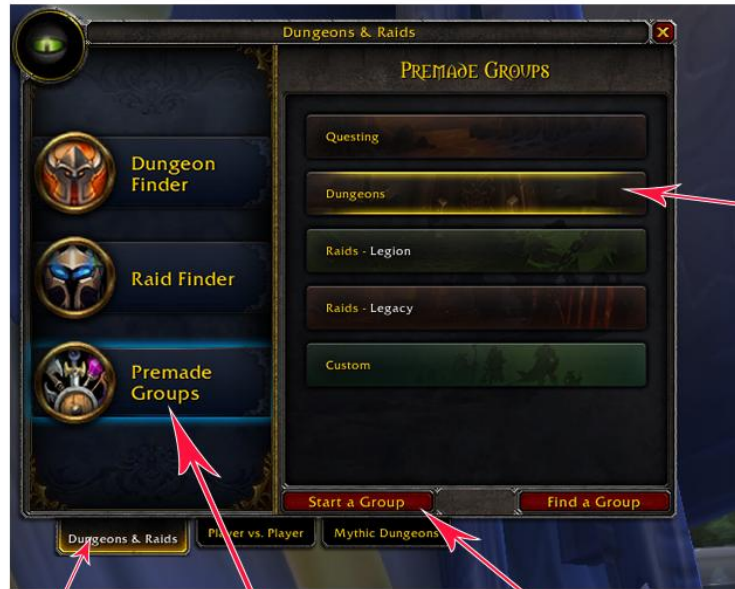 Dungeons & Raids
Premade Groups
Dungeon
Finder
Raid Finder
Premade
Groups
Questing
Dungeons
Raids - Legion
Raids - Legacy
Custom
Start a Group
Find a Group
Dungeons & Raids
Player vs. Player
Mythic Dungeons